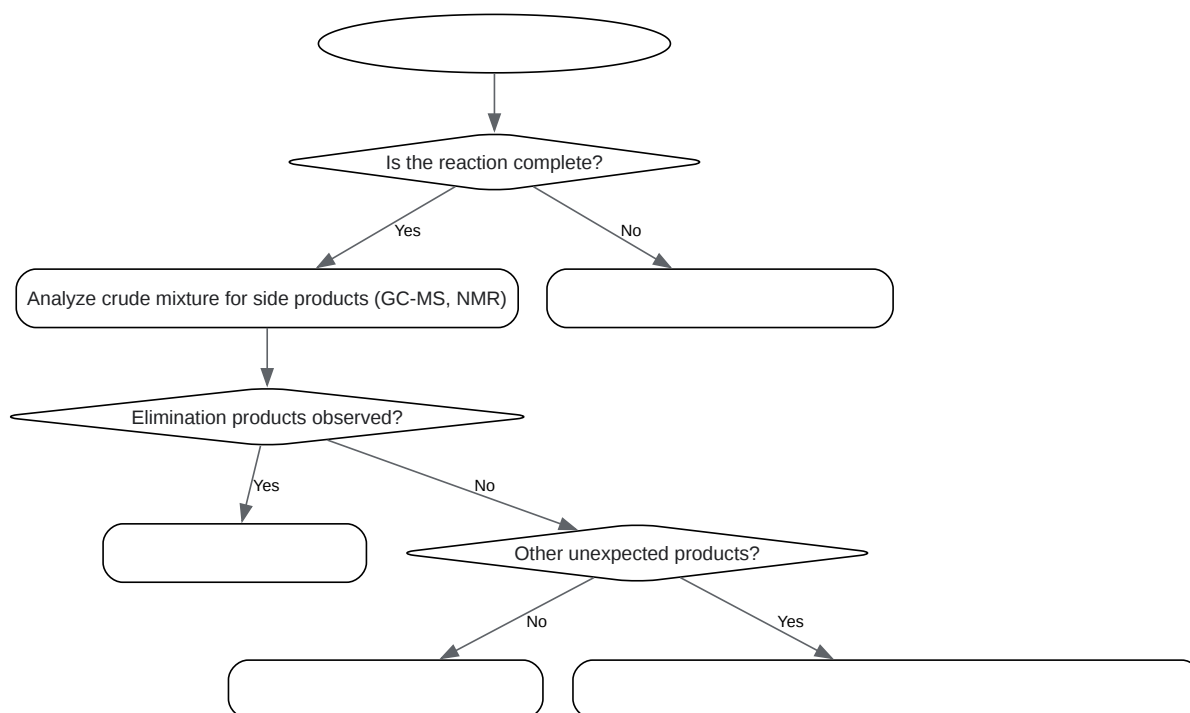 Is the reaction complete?
Yes
No
Analyze crude mixture for side products (GC-MS, NMR)
Elimination products observed?
Yes
No
Other unexpected products?
No
Yes